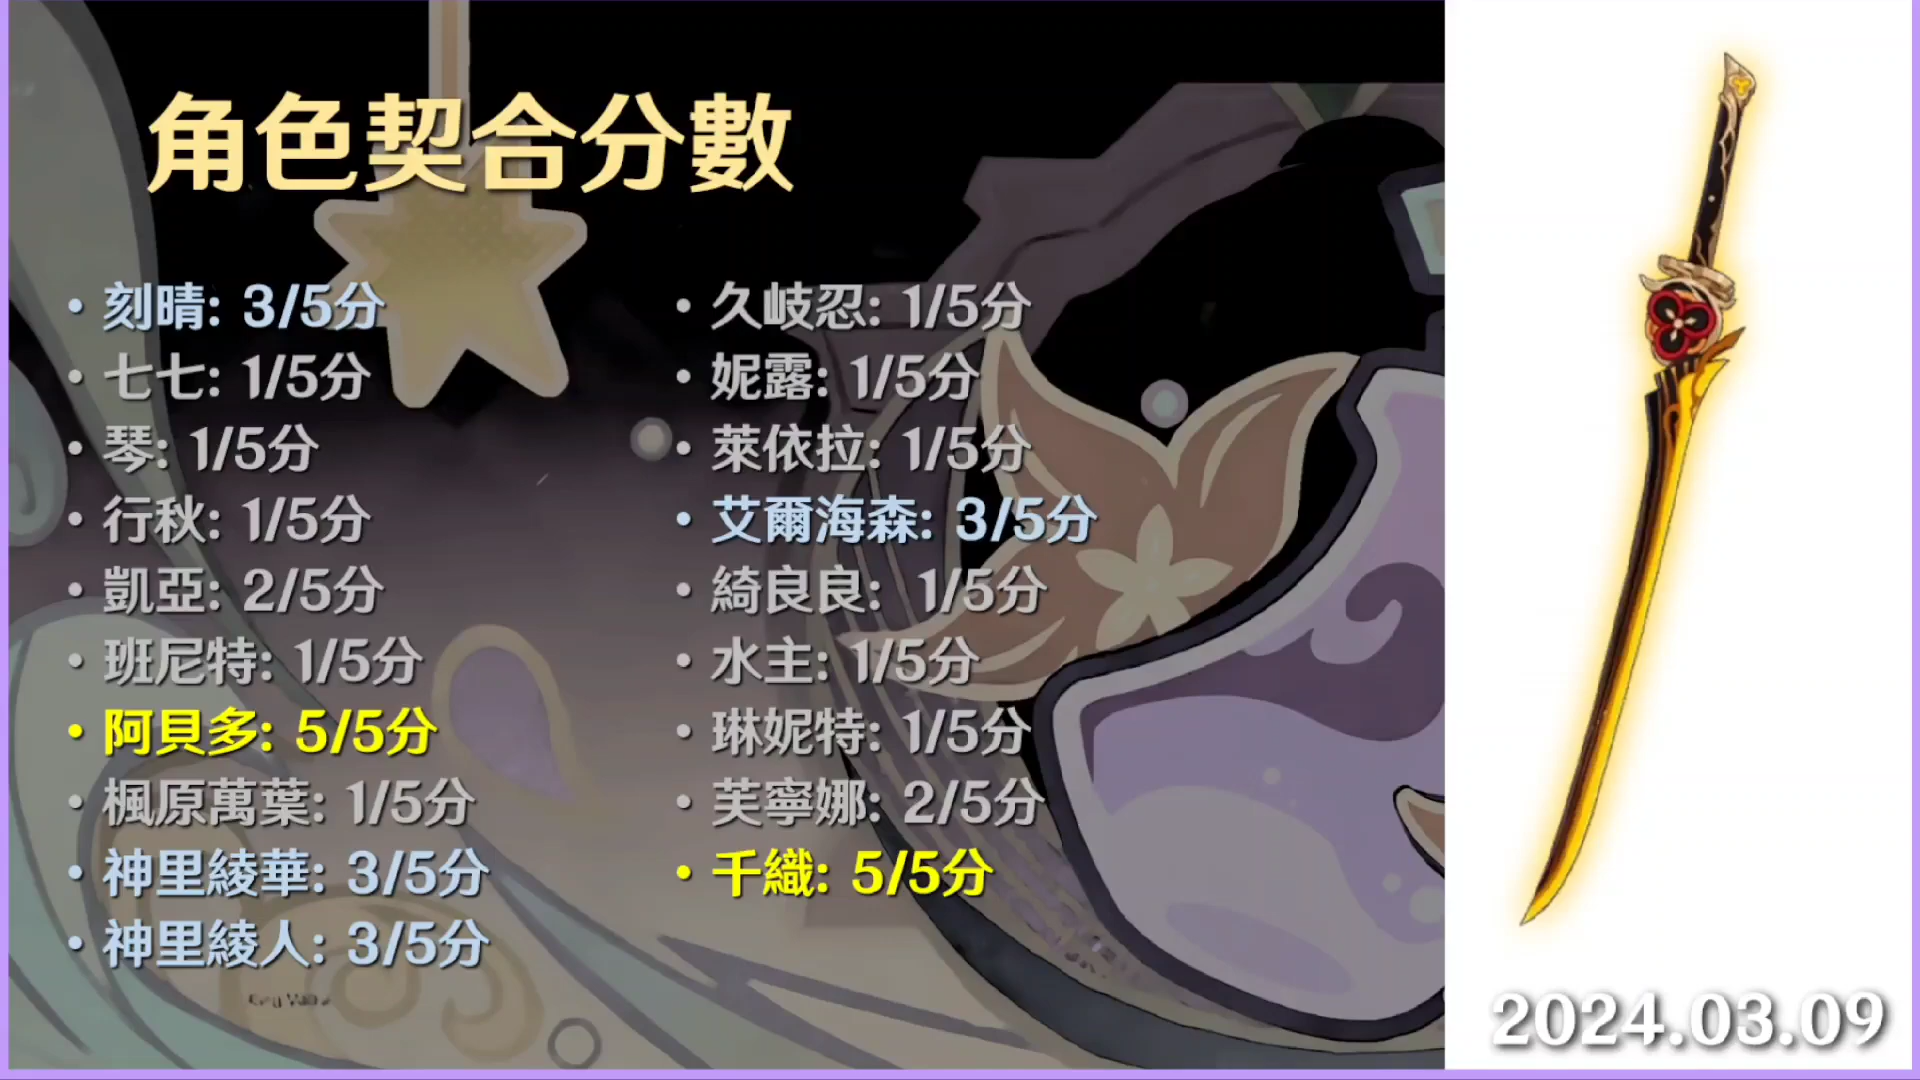 角色契合分數
• 刻晴: 3/5分
• 七七: 1/5分
• 琴: 1/5分
• 行秋: 1/5分
• 凱亞: 2/5分
• 班尼特: 1/5分
• 阿貝多: 5/5分
• 楓原萬葉: 1/5分
• 神里綾華: 3/5分
• 神里綾人: 3/5分
• 久岐忍: 1/5分
• 妮露: 1/5分
• 萊依拉: 1/5分
• 艾爾海森: 3/5分
• 綺良良: 1/5分
• 水主: 1/5分
• 琳妮特: 1/5分
• 芙寧娜: 2/5分
• 千織: 5/5分
2024.03.09